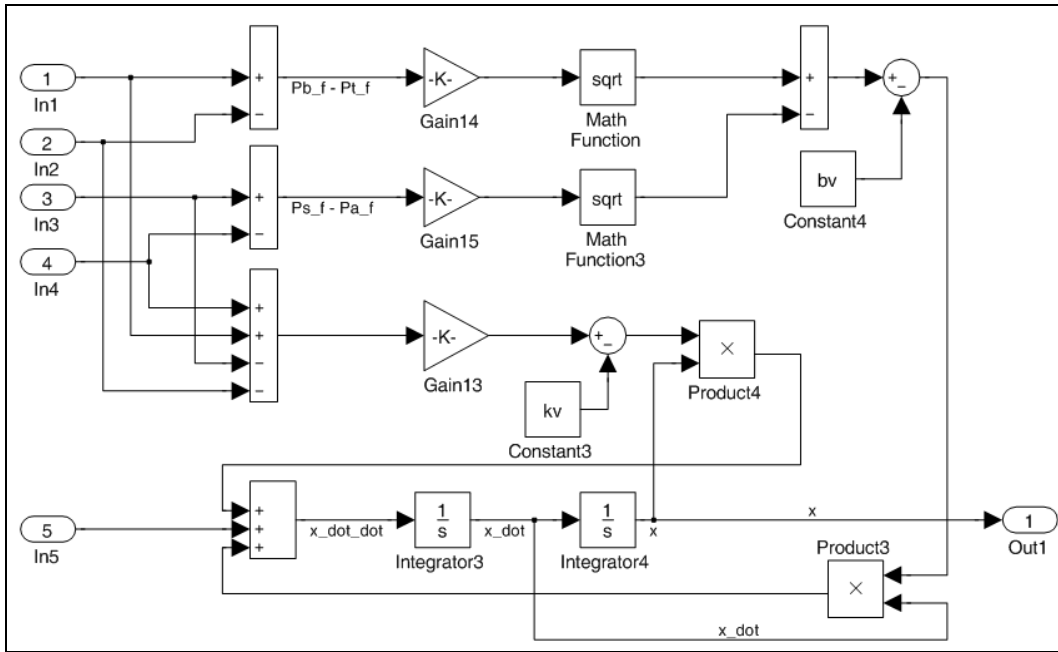 1
In1
2
In2
3
In3
4
In4
5
In5
+
−
Pb_f - Pt_f
-K-
Gain14
sqrt
Math
Function
+
−
+
−
bv
Constant4
+
−
Ps_f - Pa_f
-K-
Gain15
sqrt
Math
Function3
+
+
−
−
-K-
Gain13
+
−
kv
Constant3
×
Product4
+
+
+
x_dot_dot
1
s
Integrator3
x_dot
1
s
Integrator4
x
x
1
Out1
Product3
×
x_dot